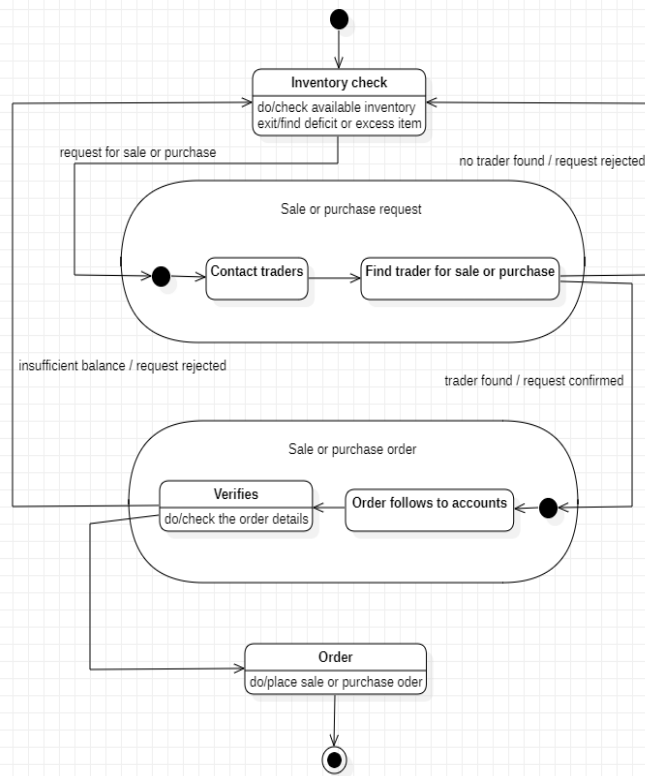 Inventory check
do/check available inventory
exit/find deficit or excess item
request for sale or purchase
no trader found / request rejected
Sale or purchase request
Contact traders
Find trader for sale or purchase
insufficient balance / request rejected
trader found / request confirmed
Sale or purchase order
Verifies
do/check the order details
Order follows to accounts
Order
do/place sale or purchase oder